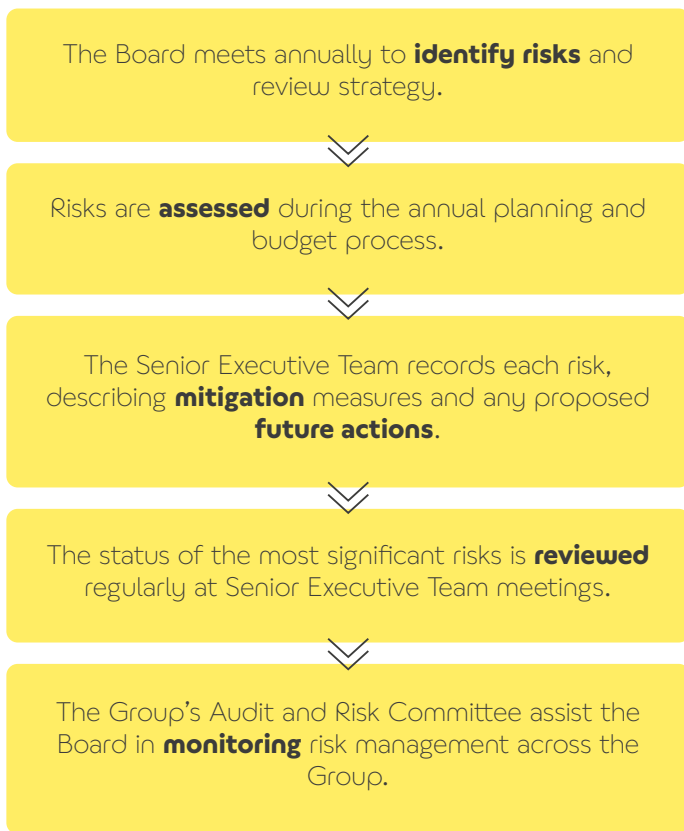 The Board meets annually to identify risks and
review strategy.
Risks are assessed during the annual planning and
budget process.
The Senior Executive Team records each risk,
describing mitigation measures and any proposed
future actions.
The status of the most significant risks is reviewed
regularly at Senior Executive Team meetings.
The Group’s Audit and Risk Committee assist the
Board in monitoring risk management across the
Group.